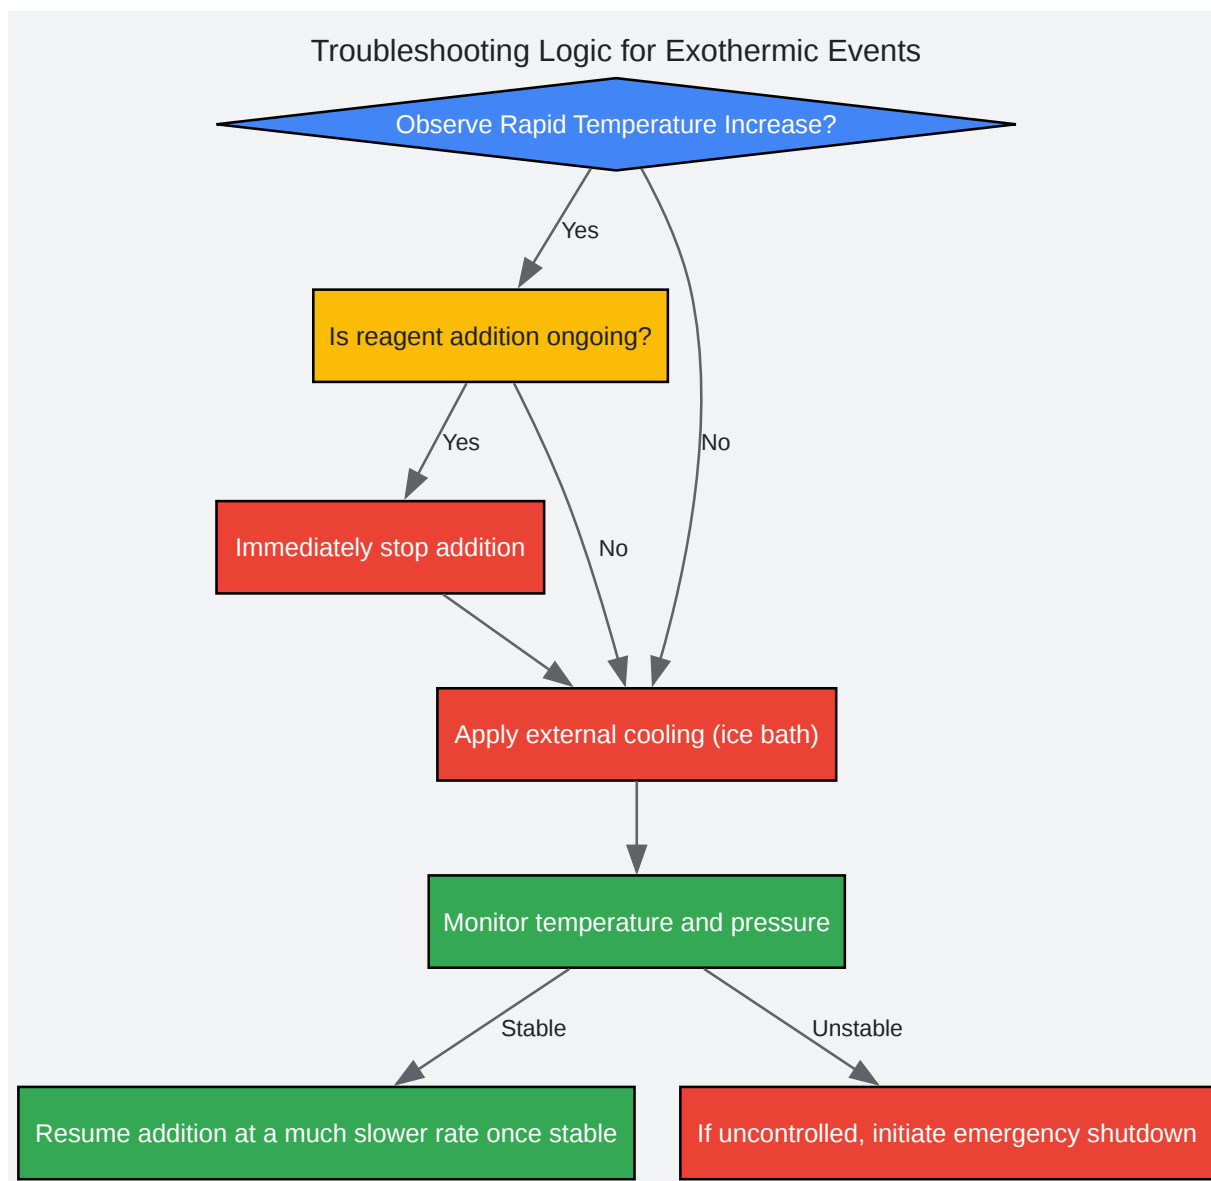 Troubleshooting Logic for Exothermic Events
Observe Rapid Temperature Increase?
Yes
Is reagent addition ongoing?
Yes
No
Immediately stop addition
No
Apply external cooling (ice bath)
Monitor temperature and pressure
Stable
Unstable
Resume addition at a much slower rate once stable
If uncontrolled, initiate emergency shutdown